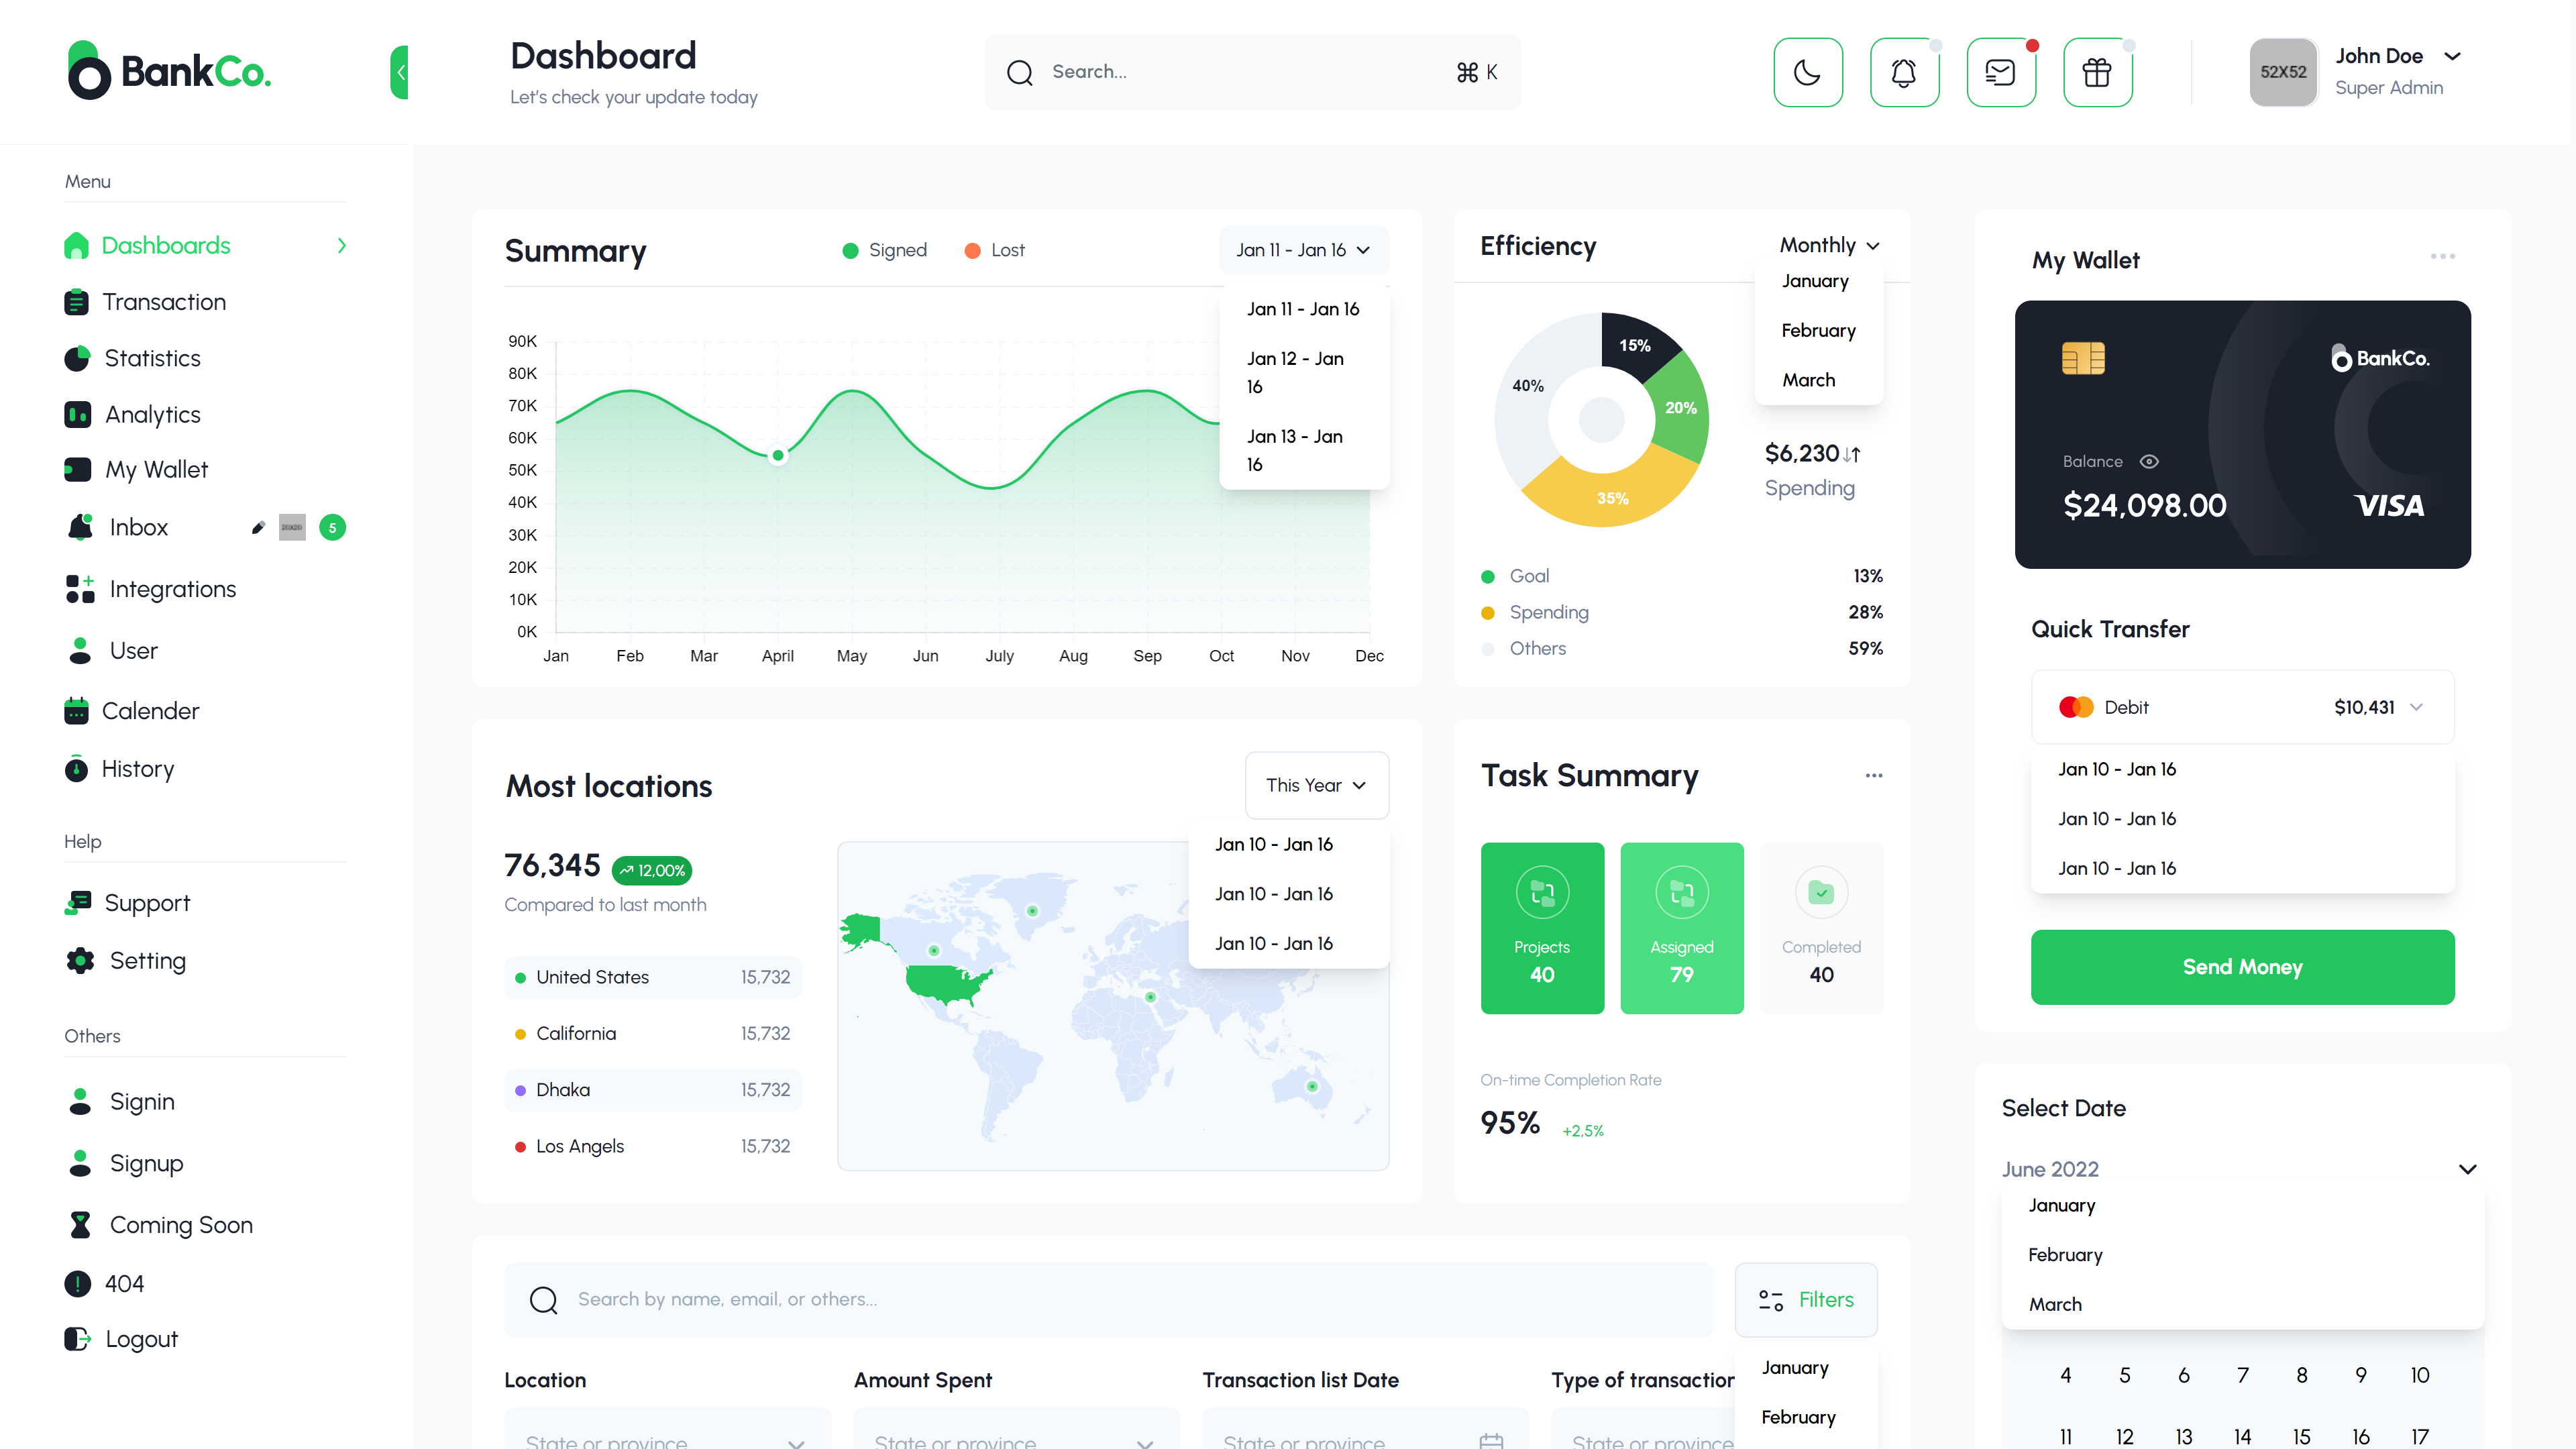 BankCo.
Dashboard
Let's check your update today
Search...
⌘ K
52X52
John Doe
Super Admin
Menu
Dashboards
Transaction
Statistics
Analytics
My Wallet
Inbox
20X20
5
Integrations
User
Calender
History
Help
Support
Setting
Others
Signin
Signup
Coming Soon
404
Logout
Summary
Signed
Lost
Jan 11 - Jan 16
Jan 11 - Jan 16
Jan 12 - Jan
16
Jan 13 - Jan
16
90K
80K
70K
60K
50K
40K
30K
20K
10K
0K
Jan Feb Mar April May Jun July Aug Sep Oct Nov Dec
Efficiency
Monthly
January
February
March
15%
20%
35%
40%
$6,230
Spending
Goal 13%
Spending 28%
Others 59%
My Wallet
BankCo.
Balance
$24,098.00
VISA
Quick Transfer
Debit $10,431
Jan 10 - Jan 16
Jan 10 - Jan 16
Jan 10 - Jan 16
Send Money
Most locations
This Year
Jan 10 - Jan 16
Jan 10 - Jan 16
Jan 10 - Jan 16
76,345
12,00%
Compared to last month
United States 15,732
California 15,732
Dhaka 15,732
Los Angels 15,732
Task Summary
Projects
40
Assigned
79
Completed
40
On-time Completion Rate
95% +2,5%
Select Date
June 2022
January
February
March
4 5 6 7 8 9 10
11 12 13 14 15 16 17
Search by name, email, or others...
Filters
January
February
Location
State or province
Amount Spent
State or province
Transaction list Date
State or province
Type of transaction
State or province